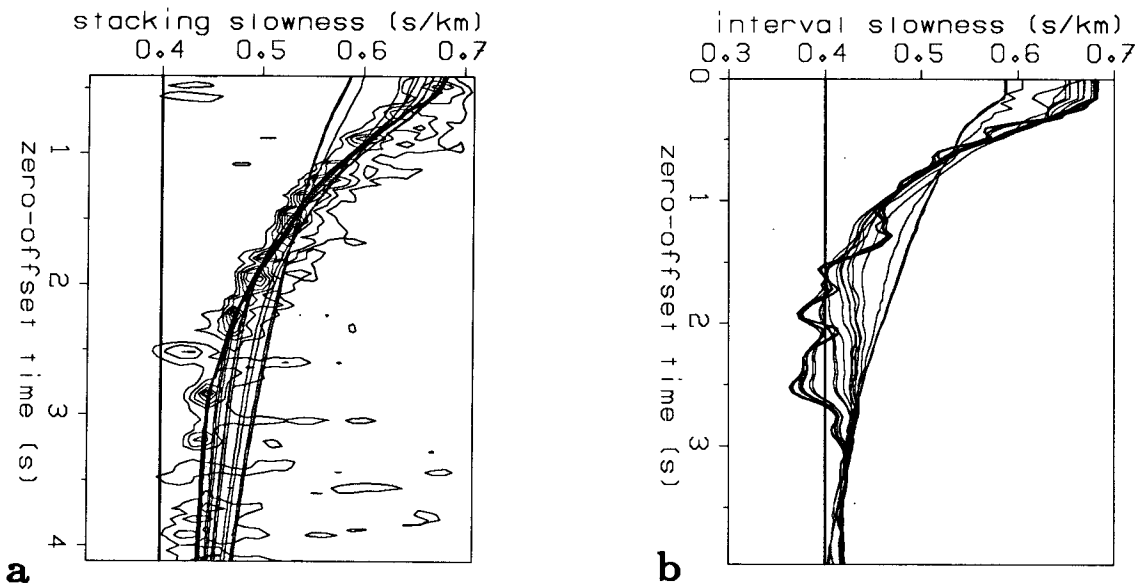 stacking slowness (s/km)
0.4 0.5 0.6 0.7
zero-offset time (s)
1
2
3
4
a
interval slowness (s/km)
0.3 0.4 0.5 0.6 0.7
zero-offset time (s)
0
1
2
3
b